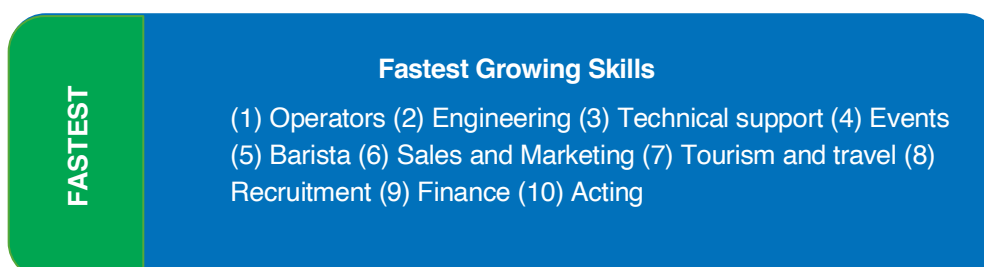 FASTEST
Fastest Growing Skills
(1) Operators (2) Engineering (3) Technical support (4) Events
(5) Barista (6) Sales and Marketing (7) Tourism and travel (8)
Recruitment (9) Finance (10) Acting